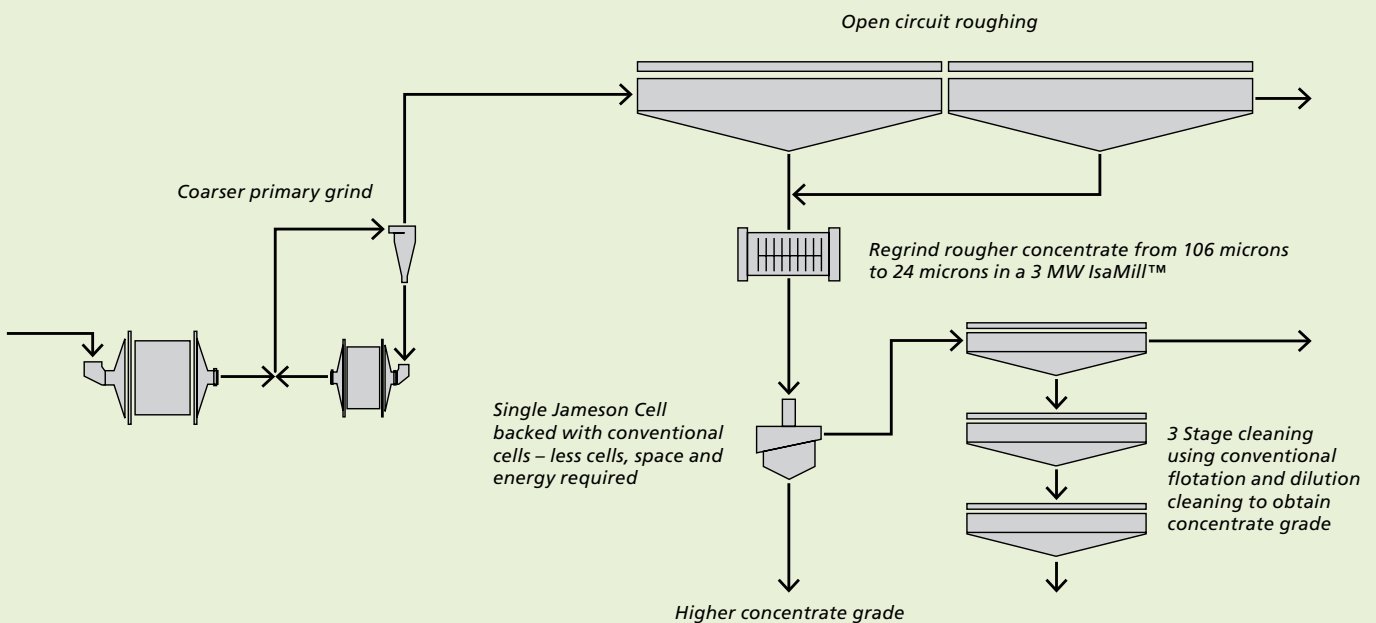 Open circuit roughing
Coarser primary grind
Regrind rougher concentrate from 106 microns
to 24 microns in a 3 MW IsaMill™
Single Jameson Cell
backed with conventional
cells – less cells, space and
energy required
3 Stage cleaning
using conventional
flotation and dilution
cleaning to obtain
concentrate grade
Higher concentrate grade